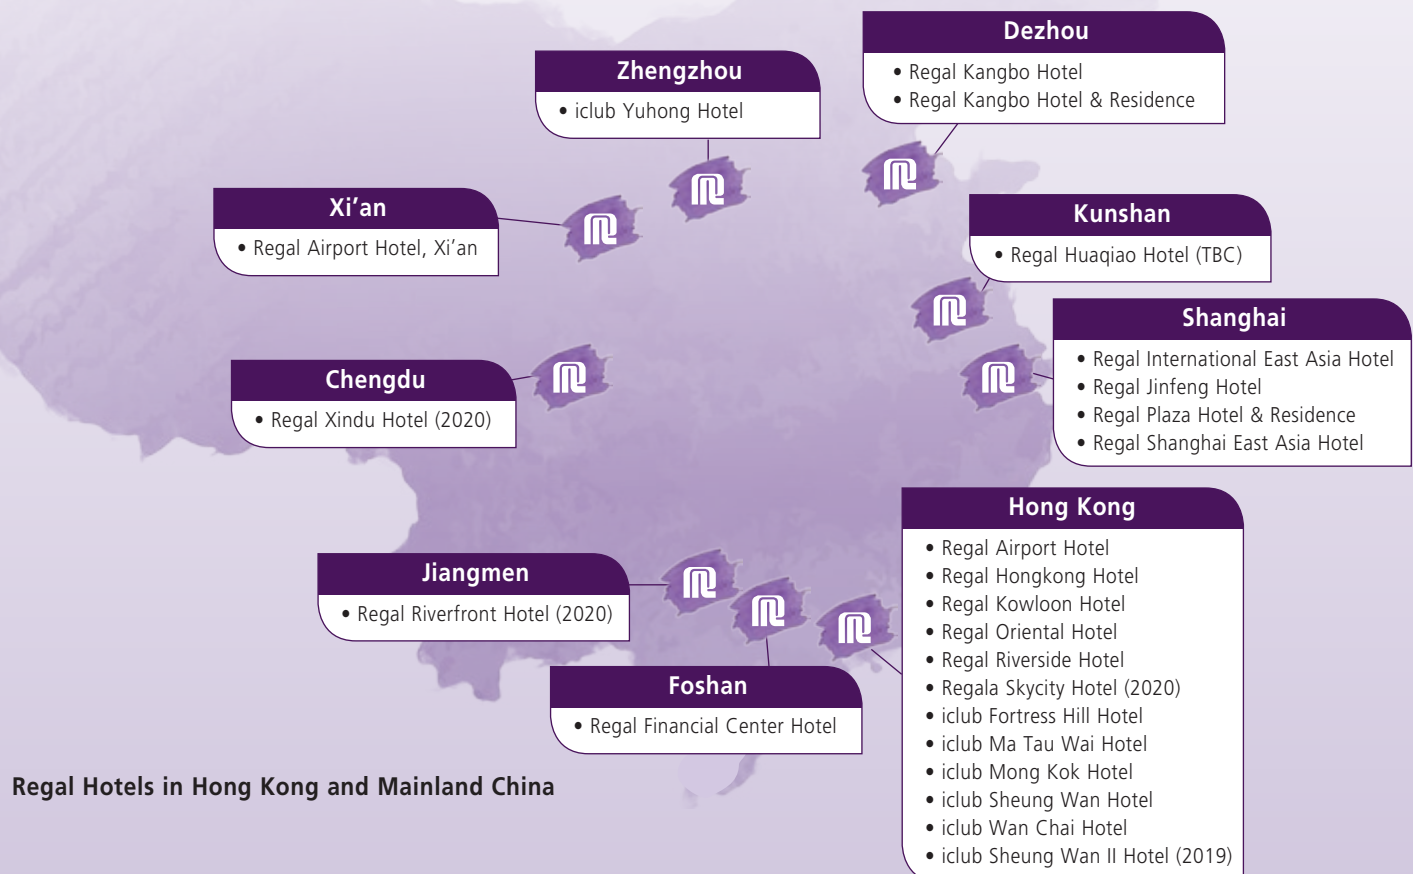 Dezhou
• Regal Kangbo Hotel
• Regal Kangbo Hotel & Residence
Zhengzhou
• iclub Yuhong Hotel
Xi’an
• Regal Airport Hotel, Xi’an
Kunshan
• Regal Huaqiao Hotel (TBC)
Shanghai
• Regal International East Asia Hotel
• Regal Jinfeng Hotel
• Regal Plaza Hotel & Residence
• Regal Shanghai East Asia Hotel
Chengdu
• Regal Xindu Hotel (2020)
Hong Kong
• Regal Airport Hotel
• Regal Hongkong Hotel
• Regal Kowloon Hotel
• Regal Oriental Hotel
• Regal Riverside Hotel
• Regala Skycity Hotel (2020)
• iclub Fortress Hill Hotel
• iclub Ma Tau Wai Hotel
• iclub Mong Kok Hotel
• iclub Sheung Wan Hotel
• iclub Wan Chai Hotel
• iclub Sheung Wan II Hotel (2019)
Jiangmen
• Regal Riverfront Hotel (2020)
Foshan
• Regal Financial Center Hotel
Regal Hotels in Hong Kong and Mainland China